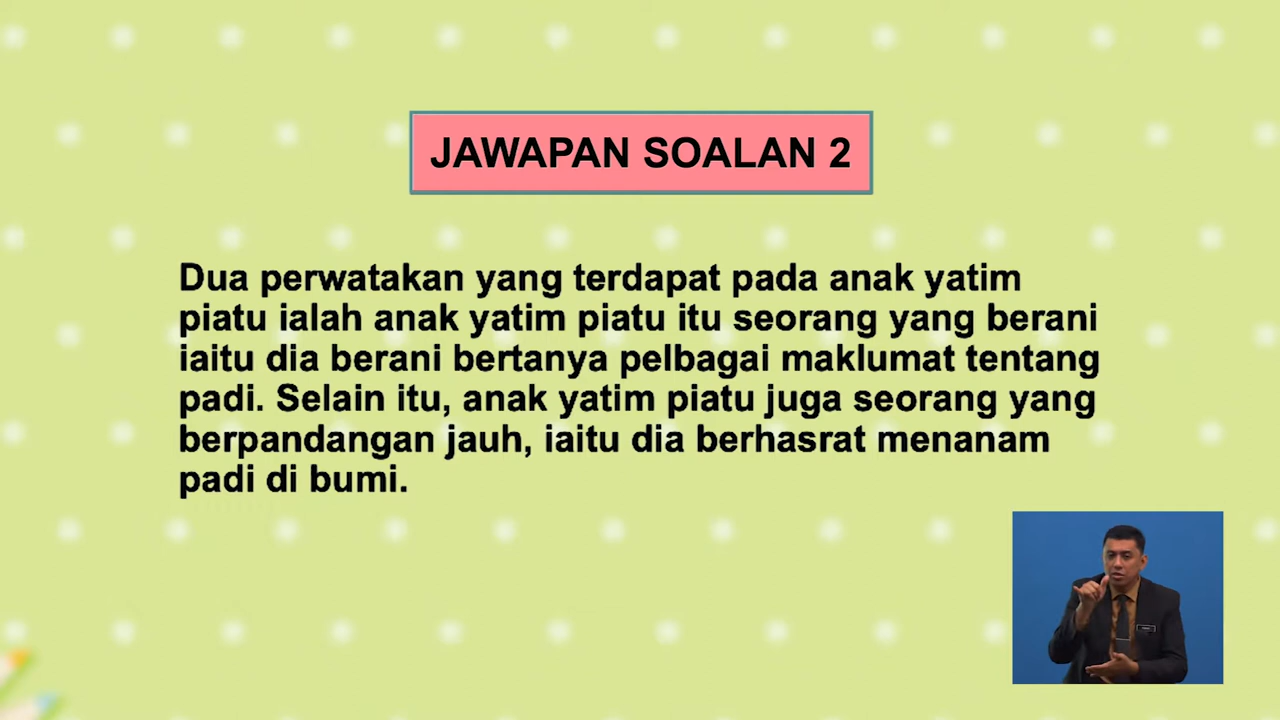 JAWAPAN SOALAN 2
Dua perwatakan yang terdapat pada anak yatim
piatu ialah anak yatim piatu itu seorang yang berani
iaitu dia berani bertanya pelbagai maklumat tentang
padi. Selain itu, anak yatim piatu juga seorang yang
berpandangan jauh, iaitu dia berhasrat menanam
padi di bumi.